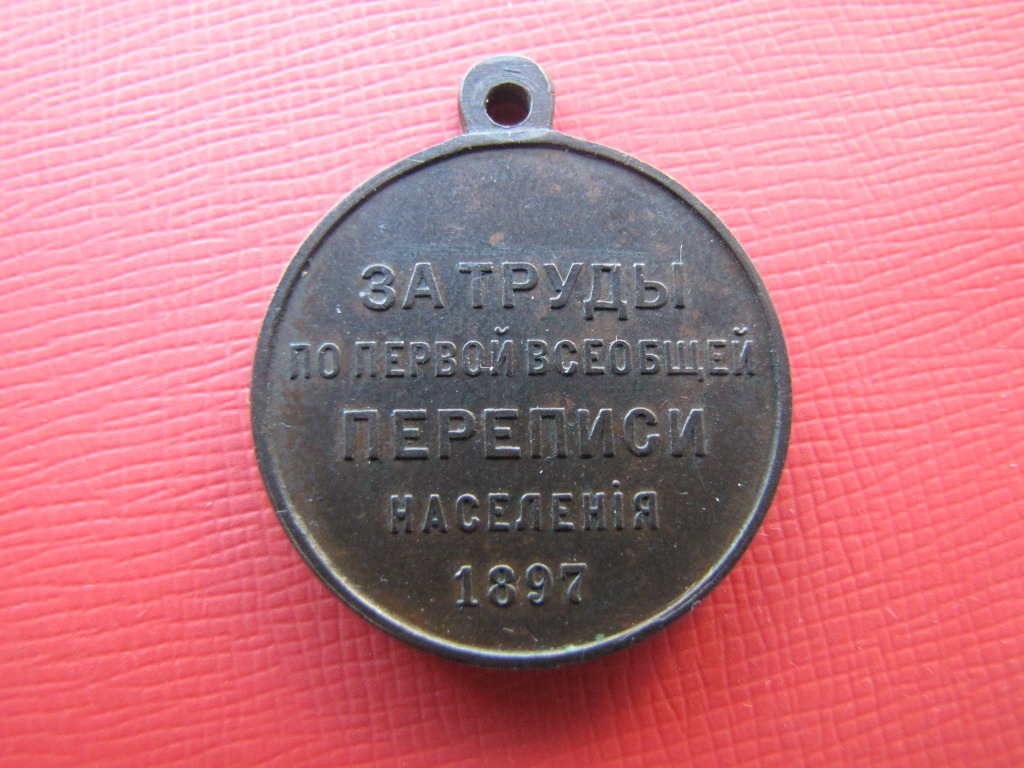 ЗА ТРУДЫ
ПО ПЕРВОЙ ВСЕОБЩЕЙ
ПЕРЕПИСИ
НАСЕЛЕНІЯ
1897